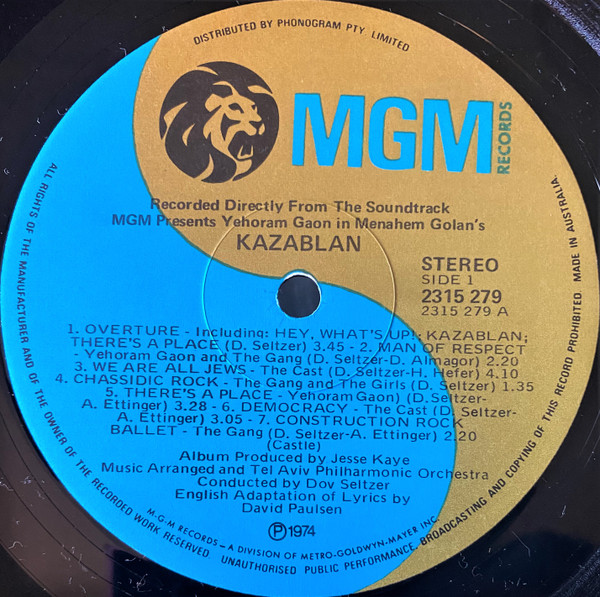 DISTRIBUTED BY PHONOGRAM PTY. LIMITED
MGM
RECORDS
Recorded Directly From The Soundtrack
MGM Presents Yehoram Gaon in Menahem Golan's
KAZABLAN
STEREO
SIDE 1
2315 279
2315 279 A
1. OVERTURE - Including: HEY, WHAT'S UP!; KAZABLAN;
THERE'S A PLACE (D. Seltzer) 3.45 - 2. MAN OF RESPECT
- Yehoram Gaon and The Gang (D. Seltzer-D. Almagor) 2.20
3. WE ARE ALL JEWS - The Cast (D. Seltzer-H. Hefer) 4.10
4. CHASSIDIC ROCK - The Gang and The Girls (D. Seltzer) 1.35
5. THERE'S A PLACE - Yehoram Gaon) (D. Seltzer-
A. Ettinger) 3.28 - 6. DEMOCRACY - The Cast (D. Seltzer-
A. Ettinger) 3.05 - 7. CONSTRUCTION ROCK
BALLET - The Gang (D. Seltzer-A. Ettinger) 2.20
(Castle)
Album Produced by Jesse Kaye
Music Arranged and Tel Aviv Philharmonic Orchestra
Conducted by Dov Seltzer
English Adaptation of Lyrics by
David Paulsen
Ⓟ 1974
M.G.M RECORDS - A DIVISION OF METRO-GOLDWYN-MAYER INC.
ALL RIGHTS OF THE MANUFACTURER AND OF THE OWNER OF THE RECORDED WORK RESERVED. UNAUTHORISED PUBLIC PERFORMANCE, BROADCASTING AND COPYING OF THIS RECORD PROHIBITED. MADE IN AUSTRALIA.